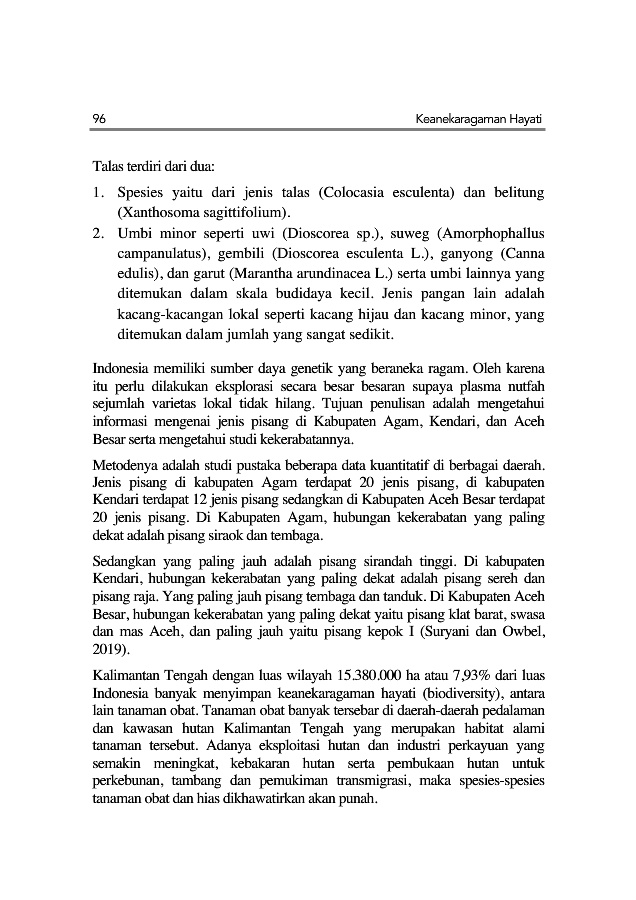 96 Keanekaragaman Hayati
Talas terdiri dari dua:
1. Spesies yaitu dari jenis talas (Colocasia esculenta) dan belitung
(Xanthosoma sagittifolium).
2. Umbi minor seperti uwi (Dioscorea sp.), suweg (Amorphophallus
campanulatus), gembili (Dioscorea esculenta L.), ganyong (Canna
edulis), dan garut (Marantha arundinacea L.) serta umbi lainnya yang
ditemukan dalam skala budidaya kecil. Jenis pangan lain adalah
kacang-kacangan lokal seperti kacang hijau dan kacang minor, yang
ditemukan dalam jumlah yang sangat sedikit.
Indonesia memiliki sumber daya genetik yang beraneka ragam. Oleh karena
itu perlu dilakukan eksplorasi secara besar besaran supaya plasma nutfah
sejumlah varietas lokal tidak hilang. Tujuan penulisan adalah mengetahui
informasi mengenai jenis pisang di Kabupaten Agam, Kendari, dan Aceh
Besar serta mengetahui studi kekerabatannya.
Metodenya adalah studi pustaka beberapa data kuantitatif di berbagai daerah.
Jenis pisang di kabupaten Agam terdapat 20 jenis pisang, di kabupaten
Kendari terdapat 12 jenis pisang sedangkan di Kabupaten Aceh Besar terdapat
20 jenis pisang. Di Kabupaten Agam, hubungan kekerabatan yang paling
dekat adalah pisang siraok dan tembaga.
Sedangkan yang paling jauh adalah pisang sirandah tinggi. Di kabupaten
Kendari, hubungan kekerabatan yang paling dekat adalah pisang sereh dan
pisang raja. Yang paling jauh pisang tembaga dan tanduk. Di Kabupaten Aceh
Besar, hubungan kekerabatan yang paling dekat yaitu pisang klat barat, swasa
dan mas Aceh, dan paling jauh yaitu pisang kepok I (Suryani dan Owbel,
2019).
Kalimantan Tengah dengan luas wilayah 15.380.000 ha atau 7,93% dari luas
Indonesia banyak menyimpan keanekaragaman hayati (biodiversity), antara
lain tanaman obat. Tanaman obat banyak tersebar di daerah-daerah pedalaman
dan kawasan hutan Kalimantan Tengah yang merupakan habitat alami
tanaman tersebut. Adanya eksploitasi hutan dan industri perkayuan yang
semakin meningkat, kebakaran hutan serta pembukaan hutan untuk
perkebunan, tambang dan pemukiman transmigrasi, maka spesies-spesies
tanaman obat dan hias dikhawatirkan akan punah.